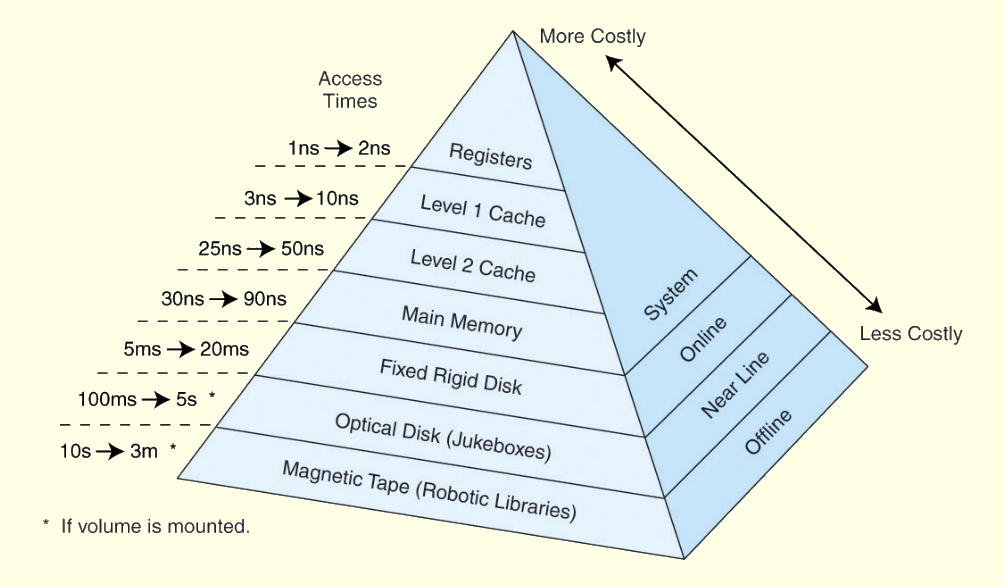 More Costly
Access
Times
1ns → 2ns
Registers
3ns → 10ns
Level 1 Cache
25ns → 50ns
Level 2 Cache
System
30ns → 90ns
Main Memory
Online
Less Costly
5ms → 20ms
Fixed Rigid Disk
Near Line
100ms → 5s *
Optical Disk (Jukeboxes)
Offline
10s → 3m *
Magnetic Tape (Robotic Libraries)
* If volume is mounted.